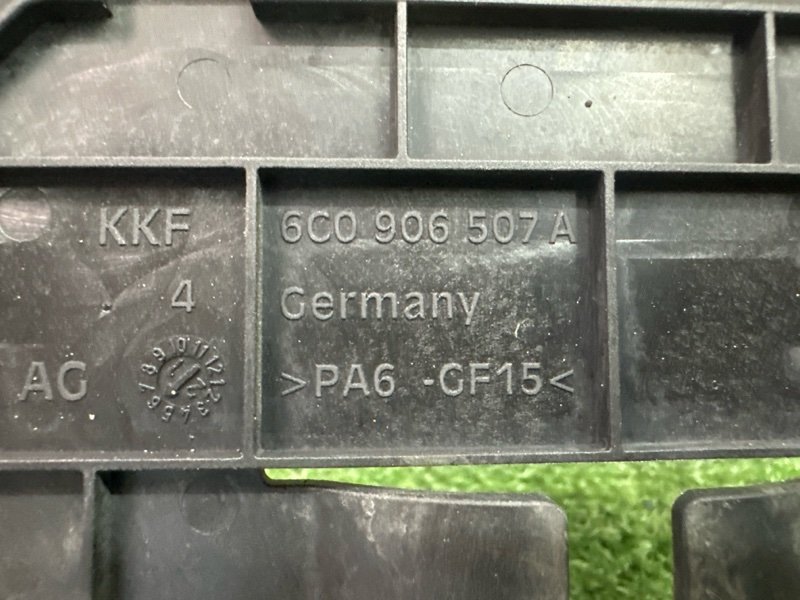 KKF
4
AG
6C0 906 507 A
Germany
>PA6 -GF15<